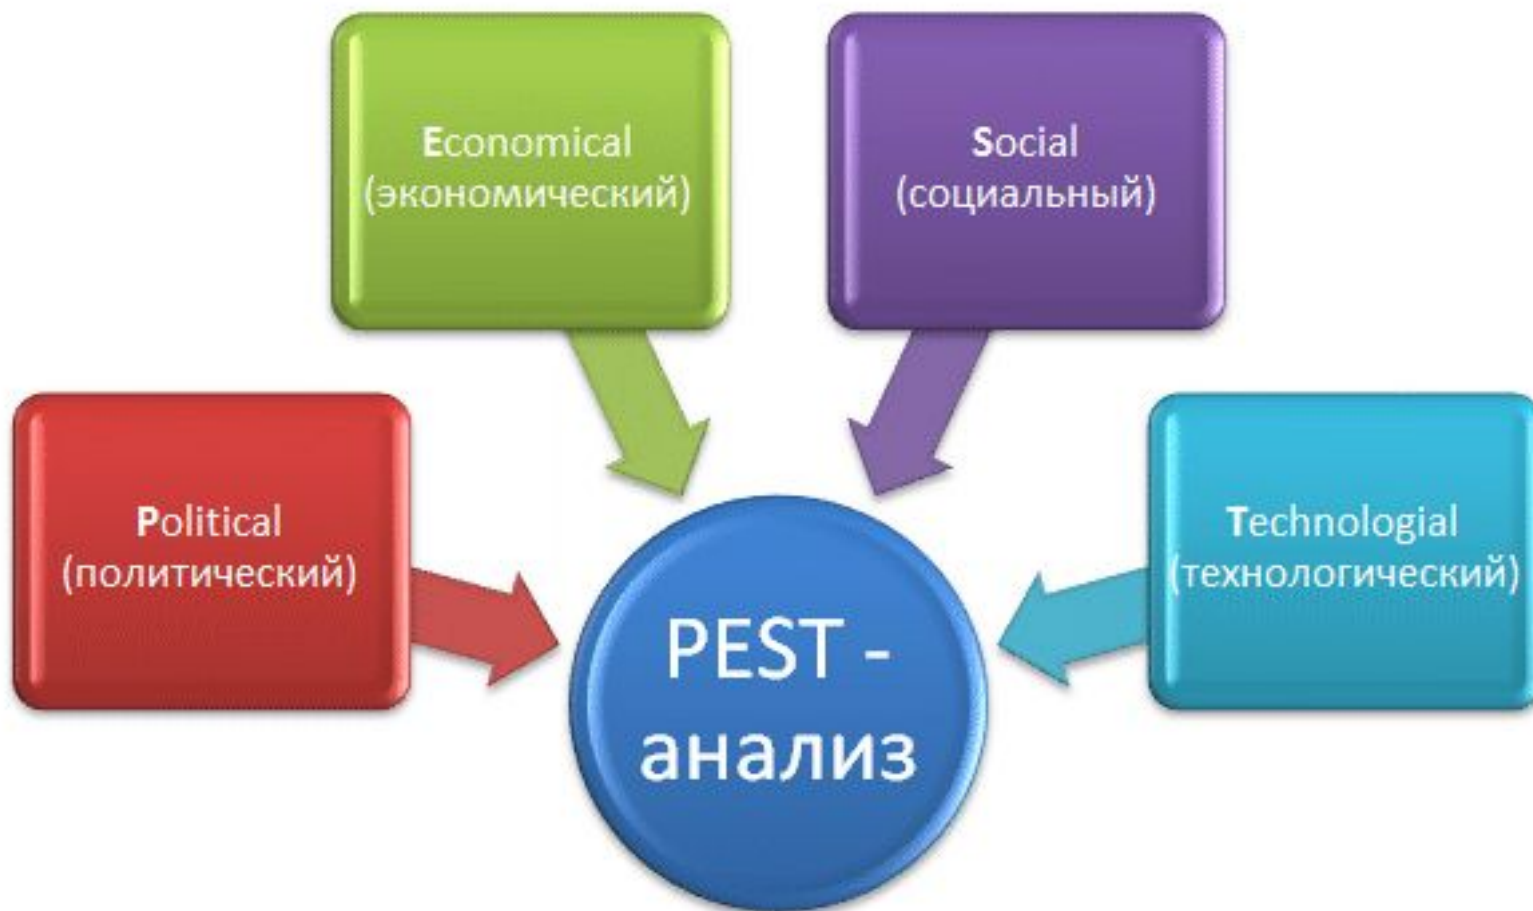 Economical
(экономический)
Social
(социальный)
Political
(политический)
Technologial
(технологический)
PEST -
анализ